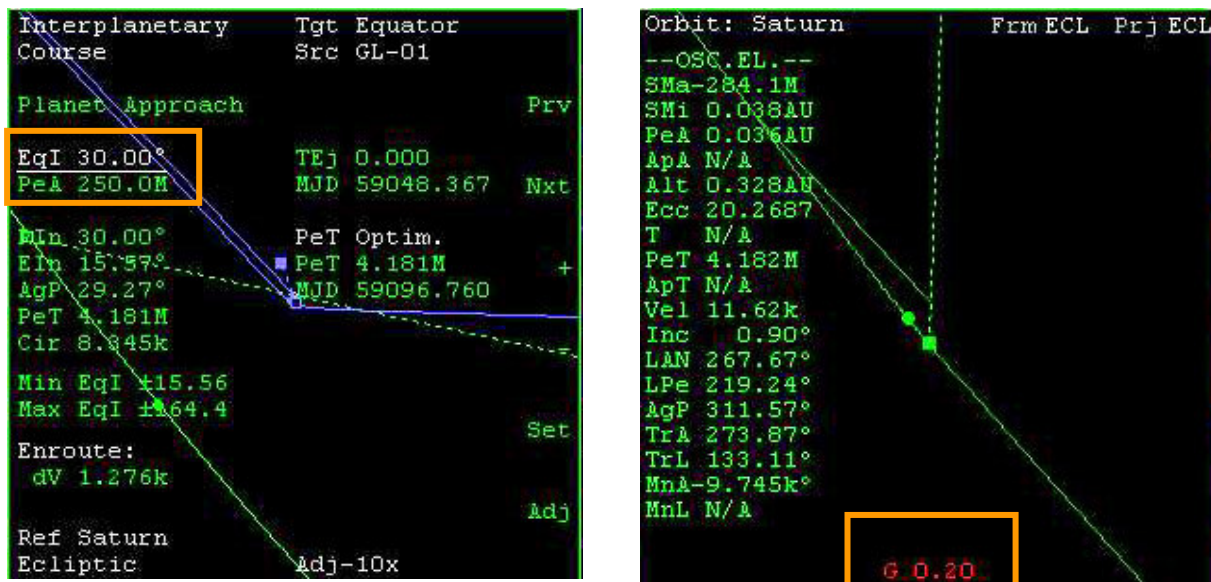 Interplanetary Tgt Equator
Course Src GL-01
Planet Approach Prv
EqI 30.00° TEj 0.000
PeA 250.0M MJD 59048.367 Nxt
MIn 30.00° PeT Optim.
EIn 15.57° PeT 4.181M +
AgP 29.27° MJD 59096.760
PeT 4.181M -
Cir 8.345k
Min EqI ±15.56
Max EqI ±164.4
Set
Enroute:
dV 1.276k
Adj
Ref Saturn
Ecliptic Adj-10x
Orbit: Saturn Frm ECL Prj ECL
--OSC.EL.--
SMa-284.1M
SMi 0.038AU
PeA 0.036AU
ApA N/A
Alt 0.328AU
Ecc 20.2687
T N/A
PeT 4.182M
ApT N/A
Vel 11.62k
Inc 0.90°
LAN 267.67°
LPe 219.24°
AgP 311.57°
TrA 273.87°
TrL 133.11°
MnA-9.745k°
MnL N/A
G 0.20